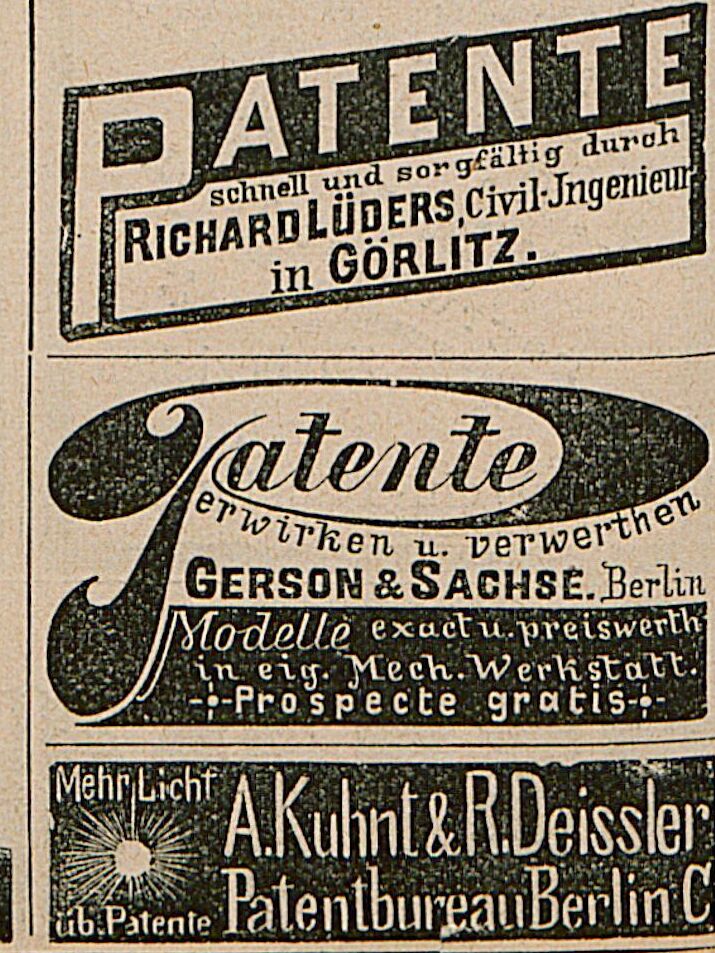 PATENTE
schnell und sorgfältig durch
RICHARD LÜDERS, Civil-Jngenieur
in GÖRLITZ.
Patente
erwirken u. verwerthen
GERSON & SACHSE. Berlin
Modelle exact u. preiswerth
in eig. Mech. Werkstatt.
-:-Prospecte gratis-:-
Mehr Licht
üb. Patente
A. Kuhnt & R. Deissler
Patentbureau Berlin C